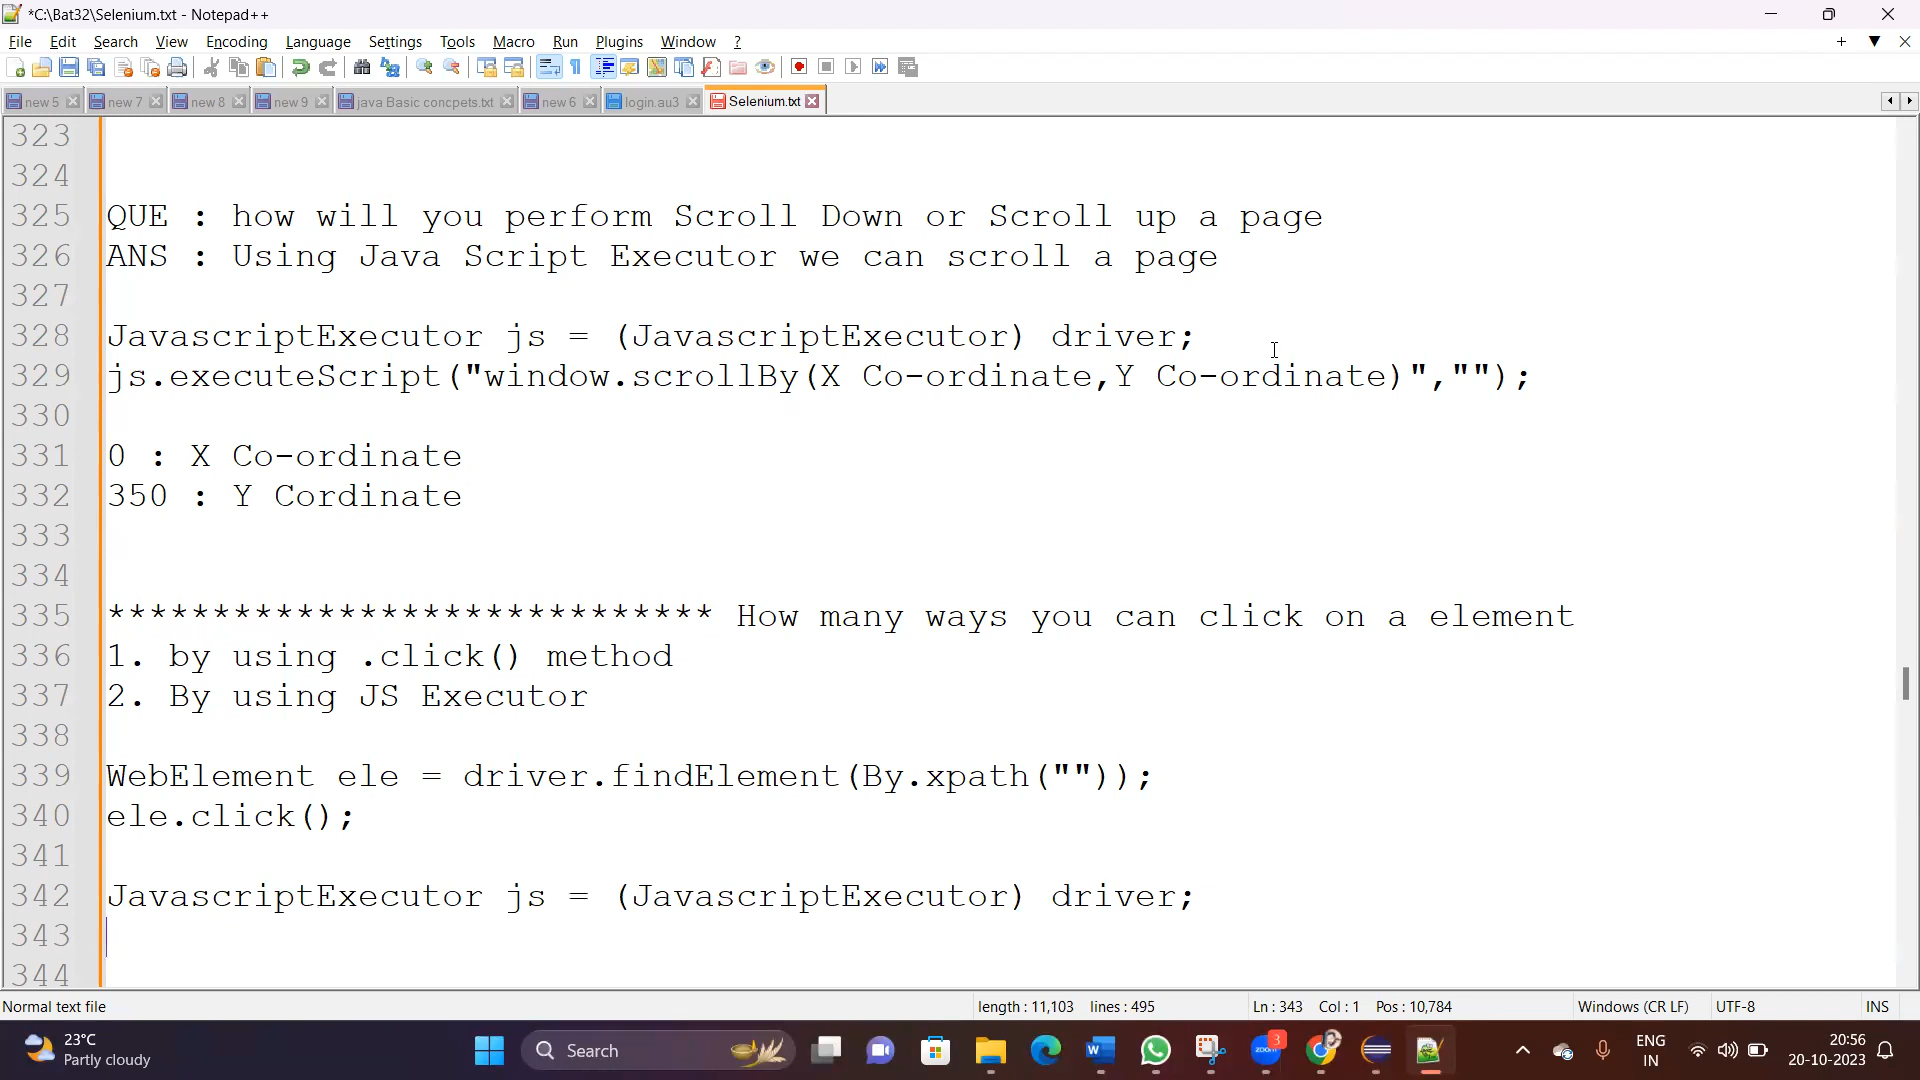 *C:\Bat32\Selenium.txt - Notepad++
File Edit Search View Encoding Language Settings Tools Macro Run Plugins Window ?
new 5 new 7 new 8 new 9 java Basic concpets.txt new 6 login.au3 Selenium.txt
323
324
325 QUE : how will you perform Scroll Down or Scroll up a page
326 ANS : Using Java Script Executor we can scroll a page
327
328 JavascriptExecutor js = (JavascriptExecutor) driver;
329 js.executeScript("window.scrollBy(X Co-ordinate,Y Co-ordinate)","");
330
331 0 : X Co-ordinate
332 350 : Y Cordinate
333
334
335 ***************************** How many ways you can click on a element
336 1. by using .click() method
337 2. By using JS Executor
338
339 WebElement ele = driver.findElement(By.xpath(""));
340 ele.click();
341
342 JavascriptExecutor js = (JavascriptExecutor) driver;
343
344
Normal text file length : 11,103 lines : 495 Ln : 343 Col : 1 Pos : 10,784 Windows (CR LF) UTF-8 INS
23°C
Partly cloudy
Search
zoom 3
ENG
IN
20:56
20-10-2023